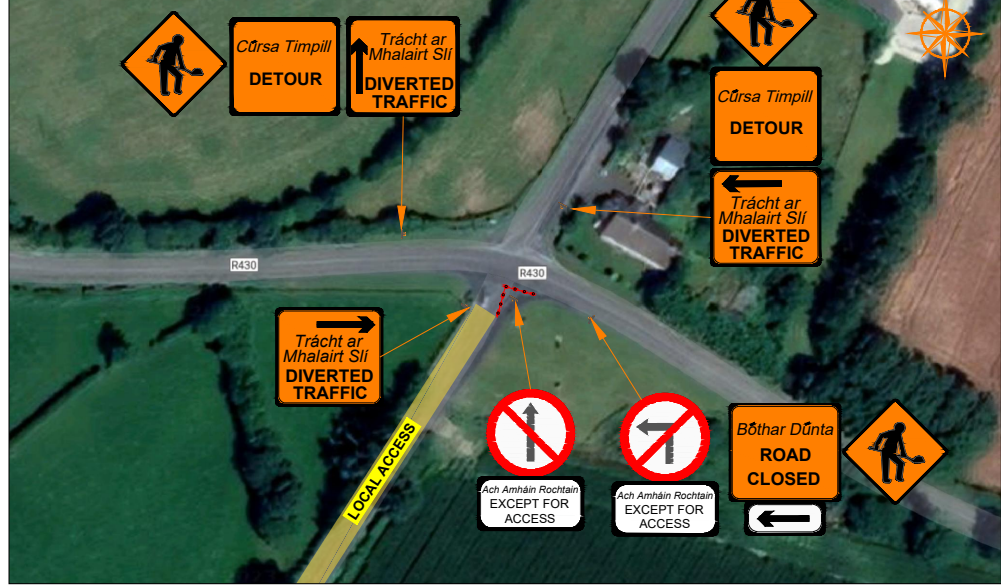 Cúrsa Timpill
DETOUR
Trácht ar
Mhalairt Slí
DIVERTED
TRAFFIC
Cúrsa Timpill
DETOUR
Trácht ar
Mhalairt Slí
DIVERTED
TRAFFIC
R430
R430
Trácht ar
Mhalairt Slí
DIVERTED
TRAFFIC
LOCAL ACCESS
Ach Amháin Rochtain
EXCEPT FOR
ACCESS
Ach Amháin Rochtain
EXCEPT FOR
ACCESS
Bóthar Dúnta
ROAD
CLOSED